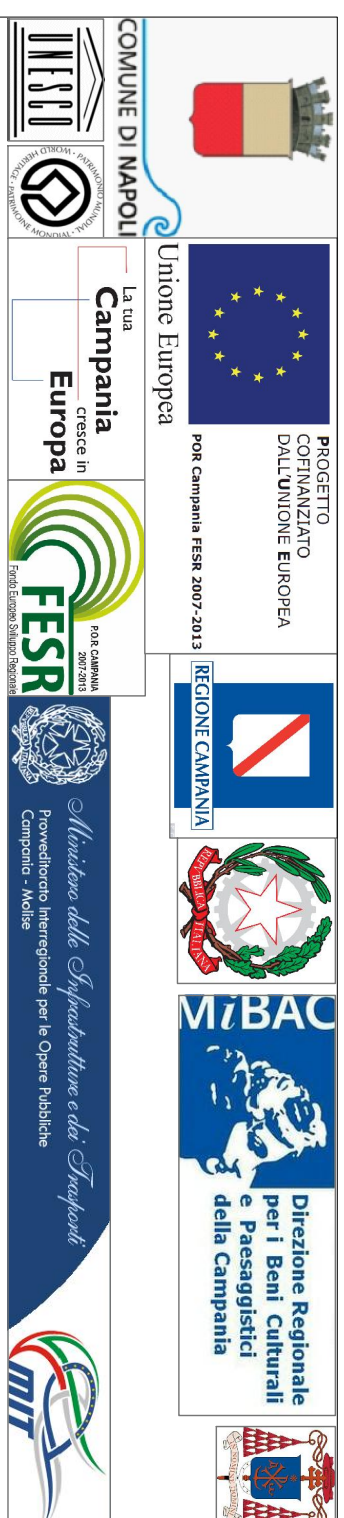 COMUNE DI NAPOLI
UNESCO
WORLD HERITAGE • PATRIMONIO MUNDIAL • PATRIMOINE MONDIAL •
PROGETTO
COFINANZIATO
DALL'UNIONE EUROPEA
Unione Europea
POR Campania FESR 2007-2013
La tua
Campania
cresce in
Europa
P.O.R. CAMPANIA
2007-2013
FESR
Fondo Europeo Sviluppo Regionale
REGIONE CAMPANIA
REPVBBLICA ITALIANA
MiBAC
Direzione Regionale
per i Beni Culturali
e Paesaggistici
della Campania
Ministero delle Infrastrutture e dei Trasporti
Provveditorato Interregionale per le Opere Pubbliche
Campania - Molise
MIT